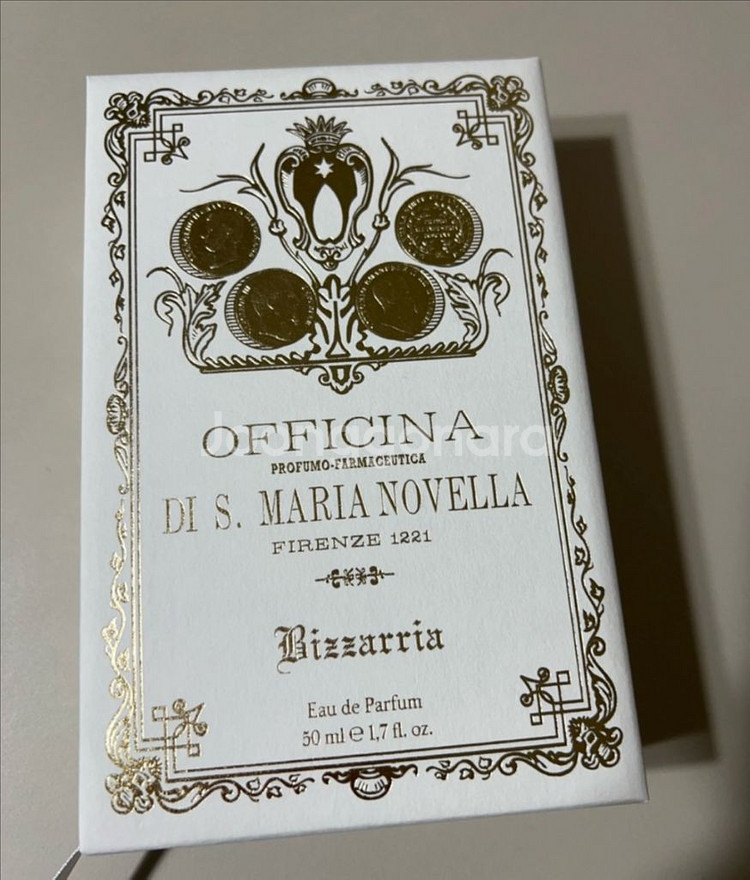 OFFICINA
PROFUMO-FARMACEUTICA
DI S. MARIA NOVELLA
FIRENZE 1221
Bizzarria
Eau de Parfum
50 ml ℮ 1,7 fl. oz.